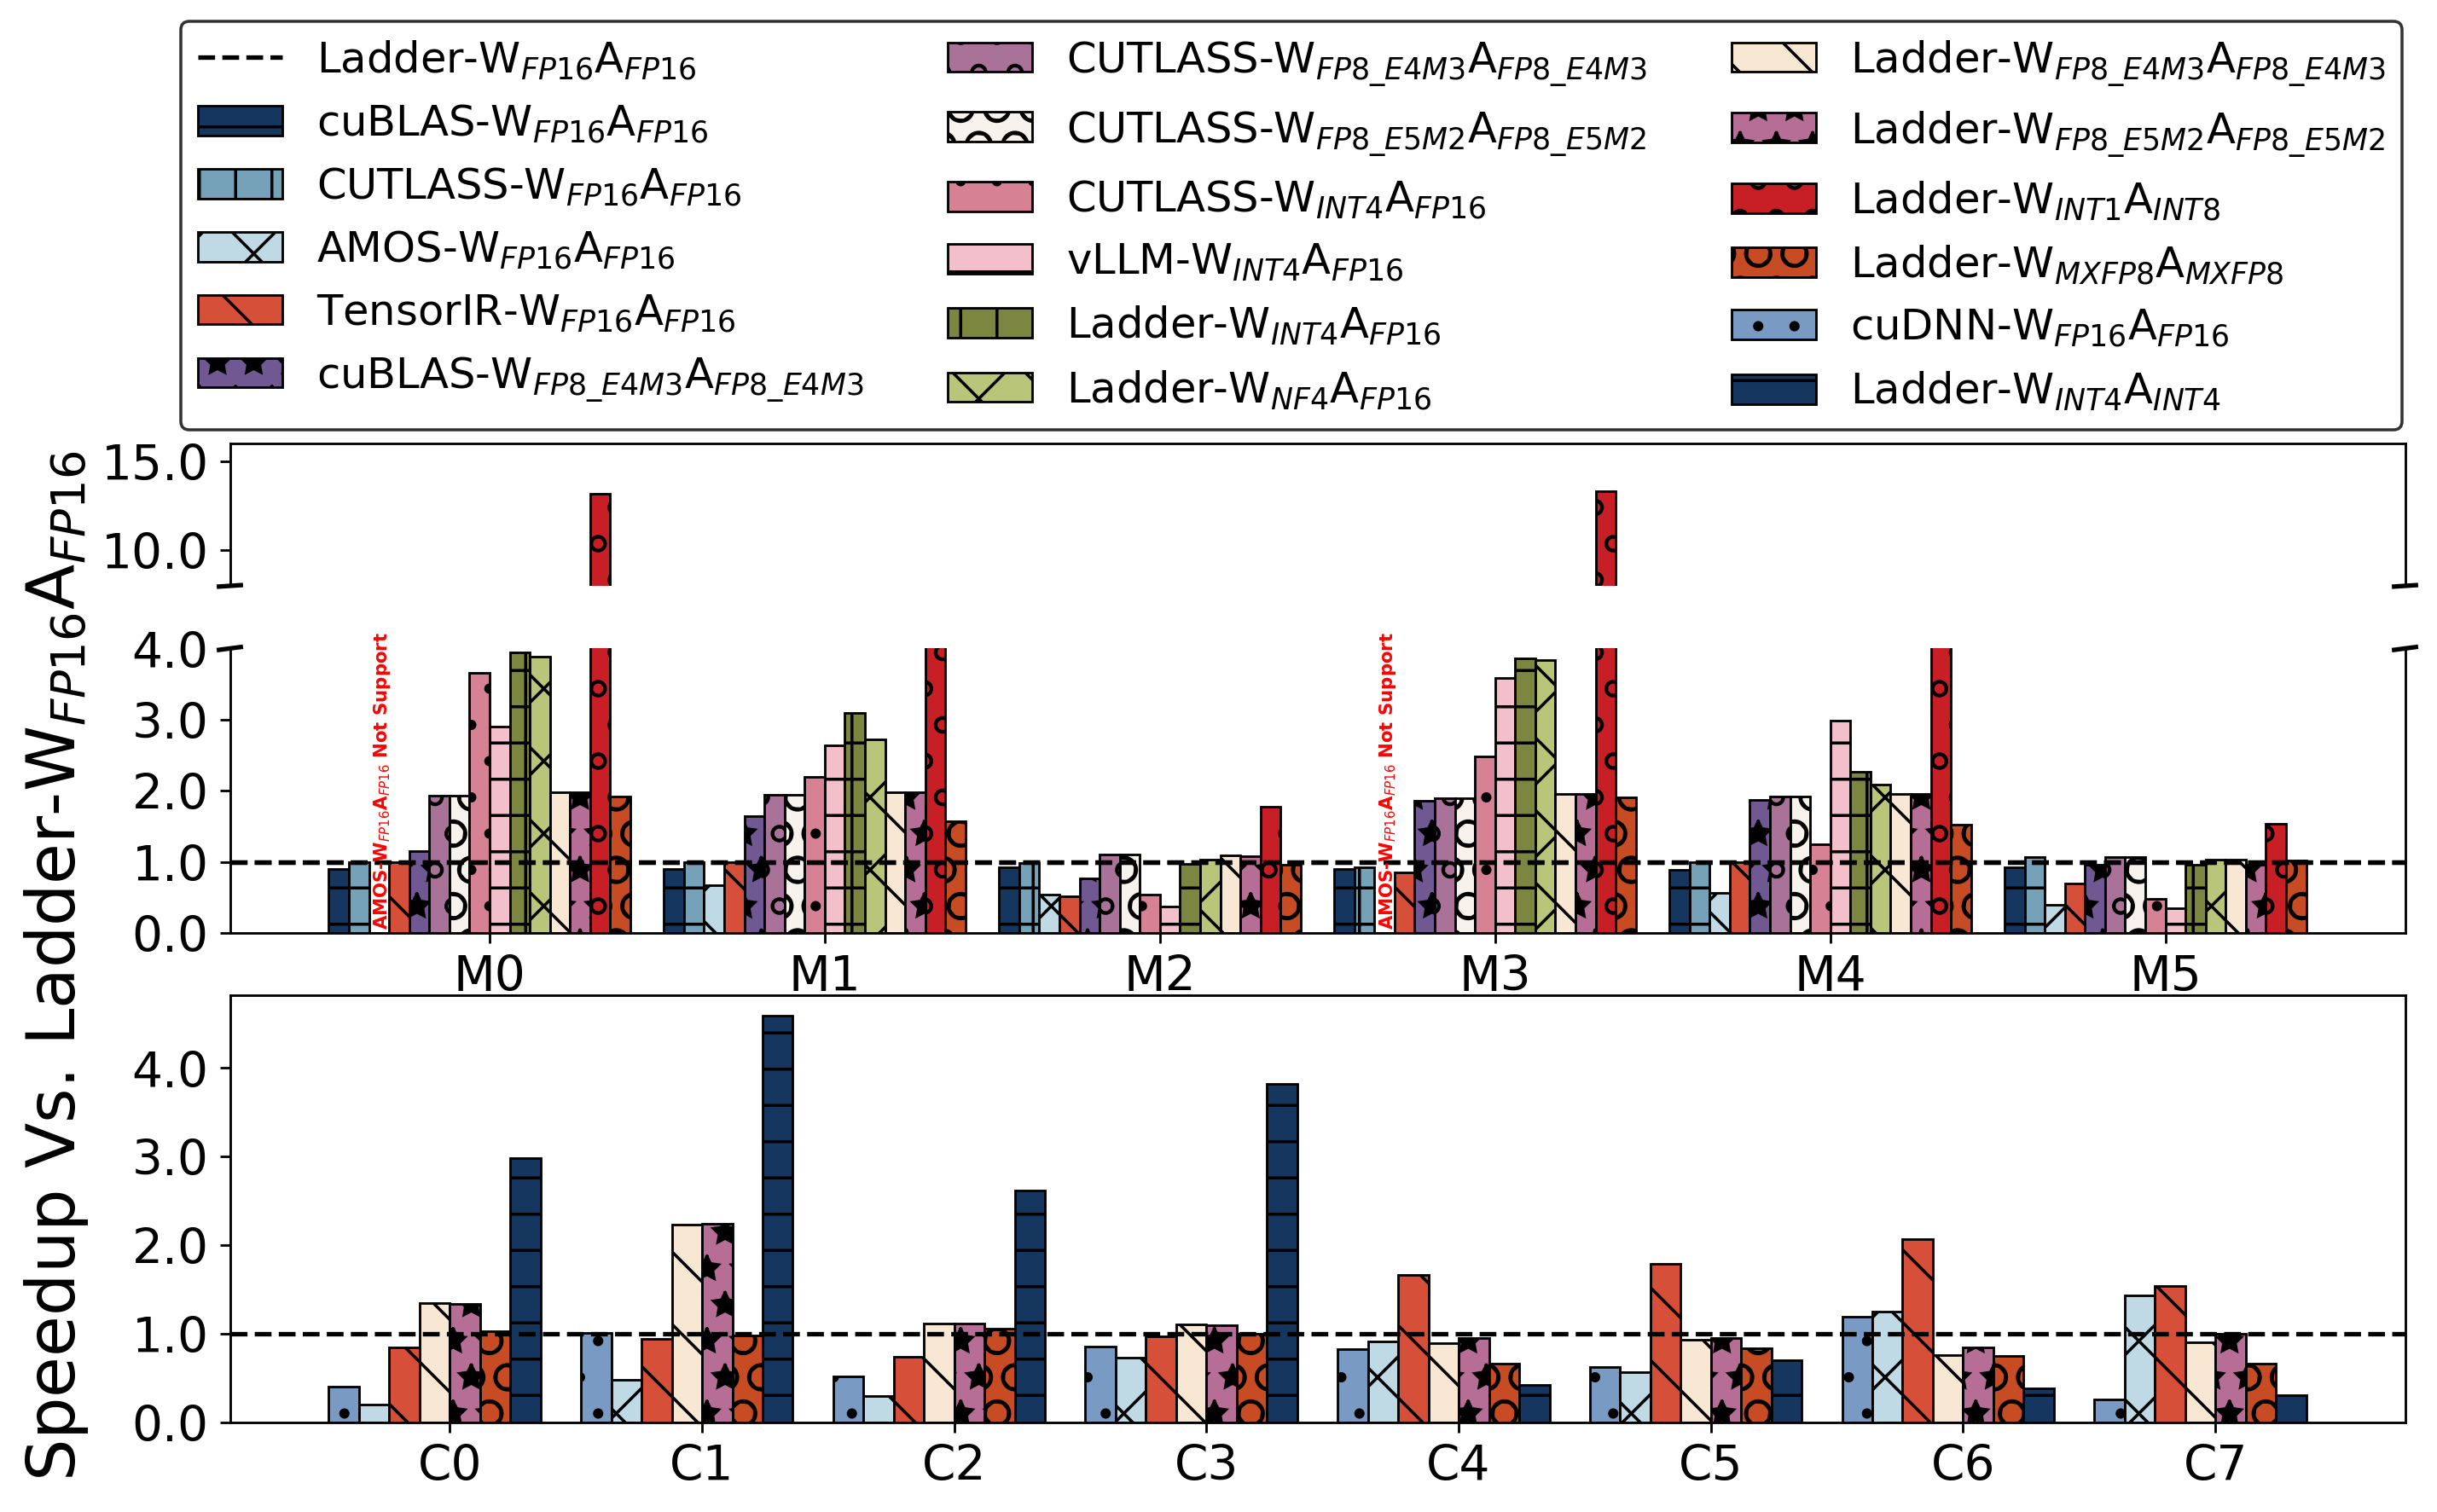 Ladder-W_FP16A_FP16
cuBLAS-W_FP16A_FP16
CUTLASS-W_FP16A_FP16
AMOS-W_FP16A_FP16
TensorIR-W_FP16A_FP16
cuBLAS-W_FP8_E4M3A_FP8_E4M3
CUTLASS-W_FP8_E4M3A_FP8_E4M3
CUTLASS-W_FP8_E5M2A_FP8_E5M2
CUTLASS-W_INT4A_FP16
vLLM-W_INT4A_FP16
Ladder-W_INT4A_FP16
Ladder-W_NF4A_FP16
Ladder-W_FP8_E4M3A_FP8_E4M3
Ladder-W_FP8_E5M2A_FP8_E5M2
Ladder-W_INT1A_INT8
Ladder-W_MXFP8A_MXFP8
cuDNN-W_FP16A_FP16
Ladder-W_INT4A_INT4
Speedup Vs. Ladder-W_FP16A_FP16
15.0
10.0
4.0
3.0
2.0
1.0
0.0
AMOS-W_FP16A_FP16 Not Support
AMOS-W_FP16A_FP16 Not Support
M0 M1 M2 M3 M4 M5
4.0
3.0
2.0
1.0
0.0
C0 C1 C2 C3 C4 C5 C6 C7